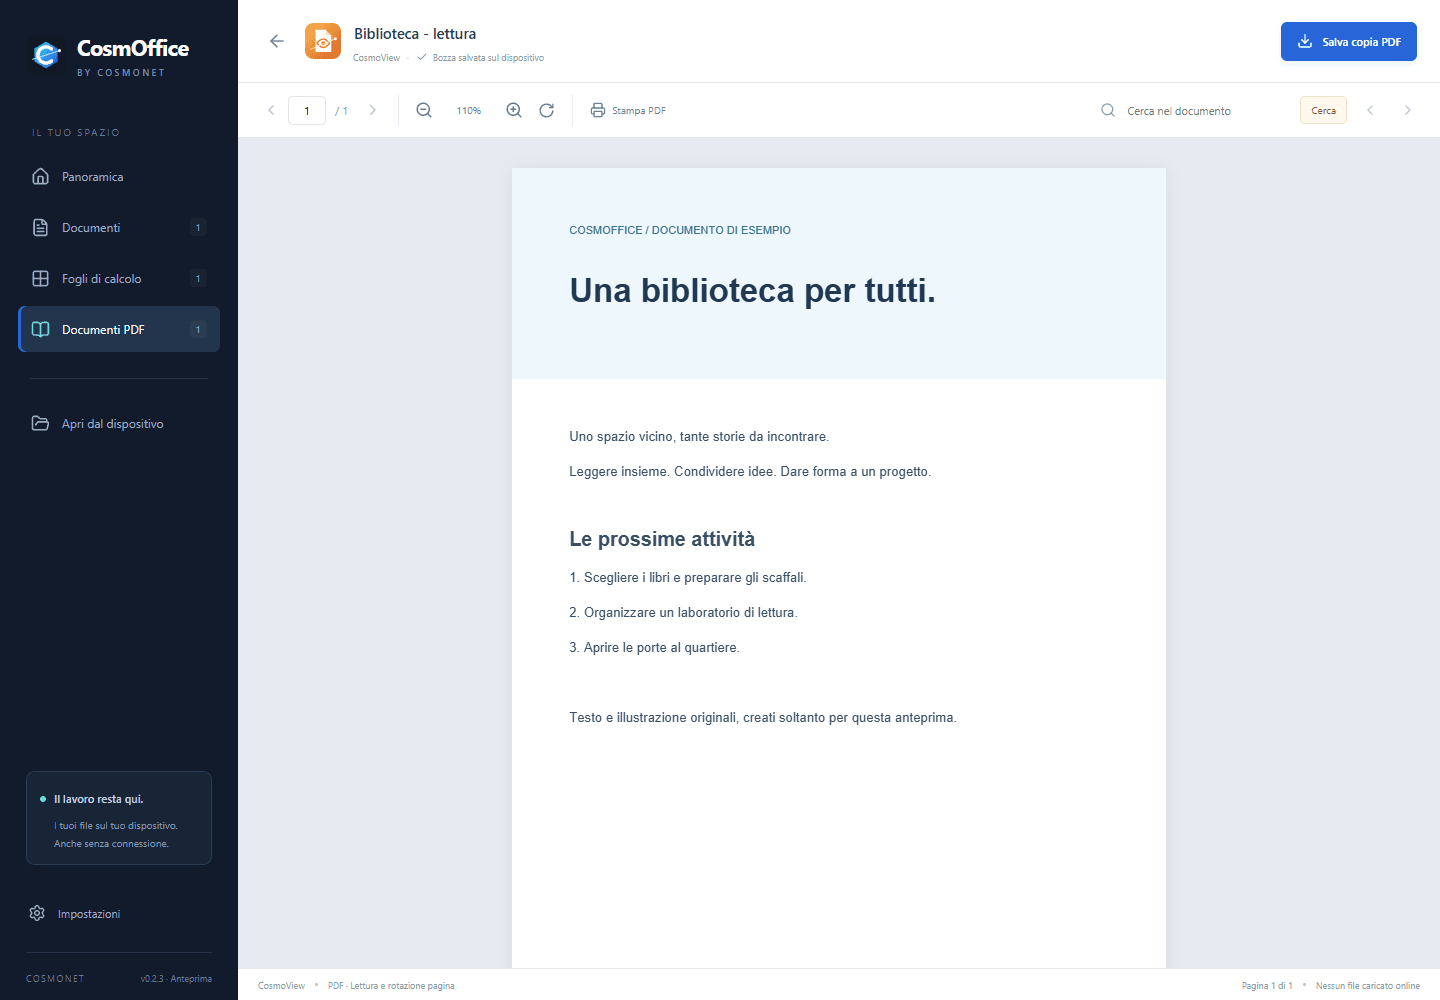 CosmOffice
BY COSMONET
IL TUO SPAZIO
Panoramica
Documenti 1
Fogli di calcolo 1
Documenti PDF 1
Apri dal dispositivo
Il lavoro resta qui.
I tuoi file sul tuo dispositivo.
Anche senza connessione.
Impostazioni
COSMONET v0.2.3 · Anteprima
Biblioteca - lettura
CosmoView · Bozza salvata sul dispositivo
Salva copia PDF
1 / 1 110% Stampa PDF Cerca nel documento Cerca
COSMOFFICE / DOCUMENTO DI ESEMPIO
Una biblioteca per tutti.
Uno spazio vicino, tante storie da incontrare.
Leggere insieme. Condividere idee. Dare forma a un progetto.
Le prossime attività
1. Scegliere i libri e preparare gli scaffali.
2. Organizzare un laboratorio di lettura.
3. Aprire le porte al quartiere.
Testo e illustrazione originali, creati soltanto per questa anteprima.
CosmoView • PDF · Lettura e rotazione pagina Pagina 1 di 1 • Nessun file caricato online